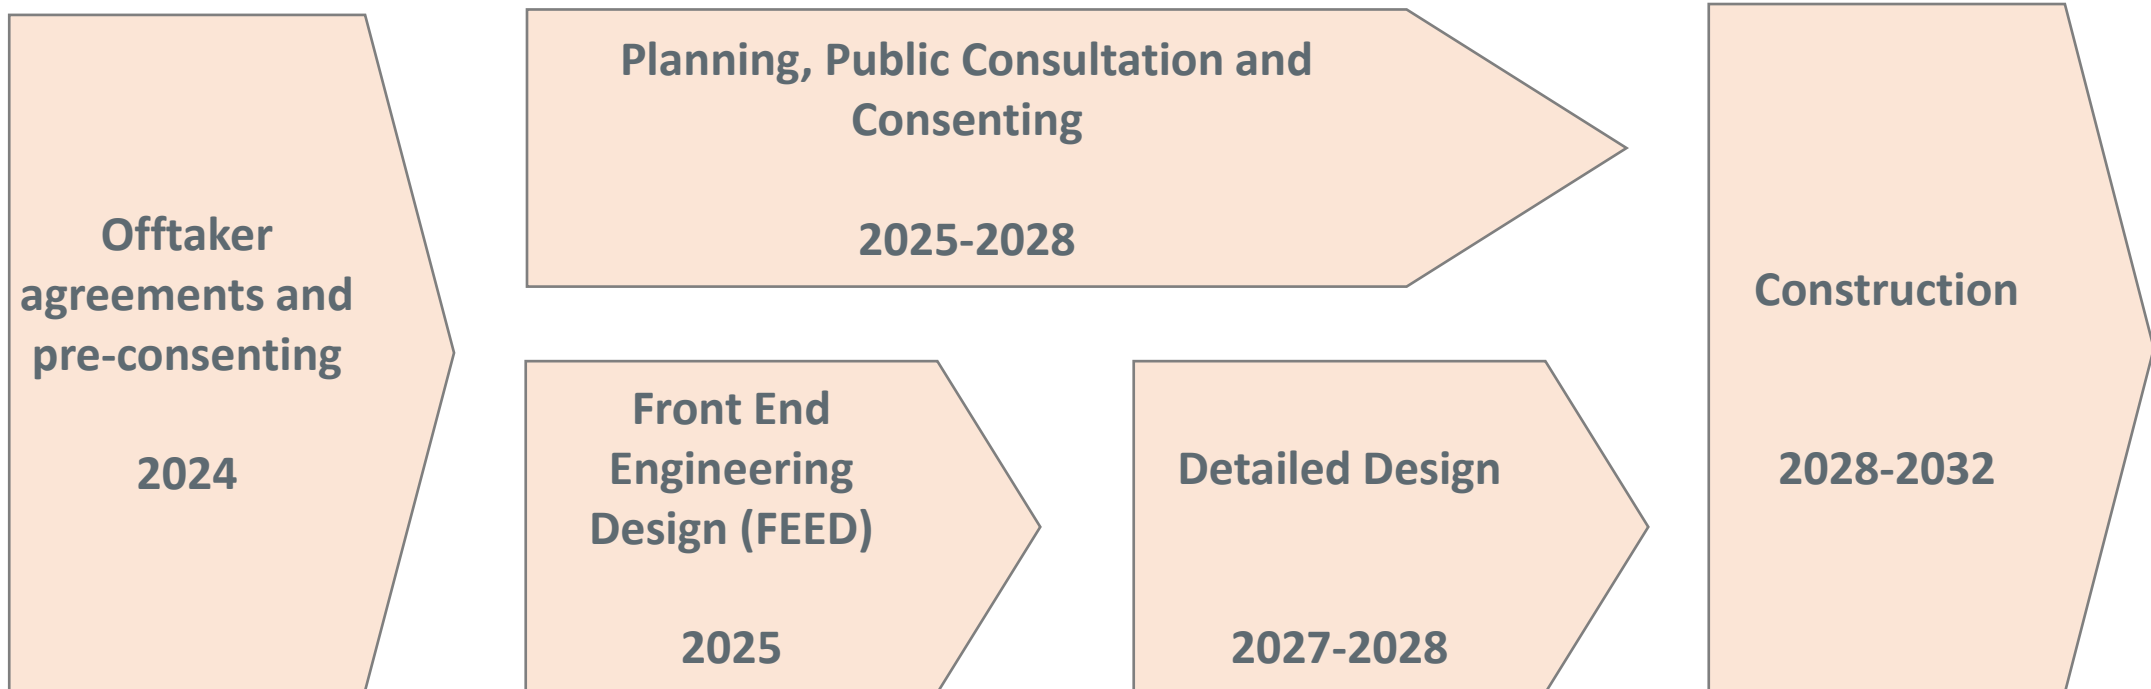 Offtaker
agreements and
pre-consenting
2024
Planning, Public Consultation and
Consenting
2025-2028
Front End
Engineering
Design (FEED)
2025
Detailed Design
2027-2028
Construction
2028-2032